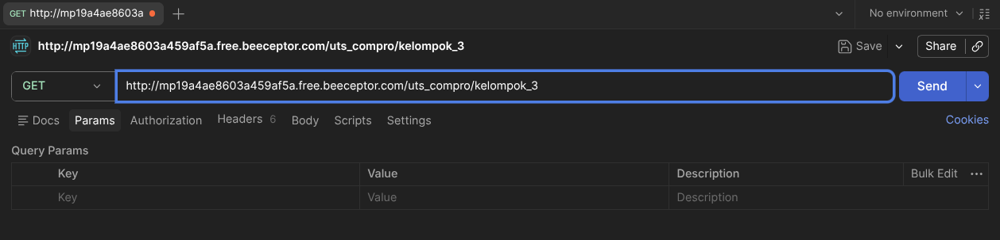 GET http://mp19a4ae8603a
No environment
HTTP http://mp19a4ae8603a459af5a.free.beeceptor.com/uts_compro/kelompok_3
Save
Share
GET
http://mp19a4ae8603a459af5a.free.beeceptor.com/uts_compro/kelompok_3
Send
Docs Params Authorization Headers 6 Body Scripts Settings Cookies
Query Params
Key Value Description Bulk Edit
Key Value Description